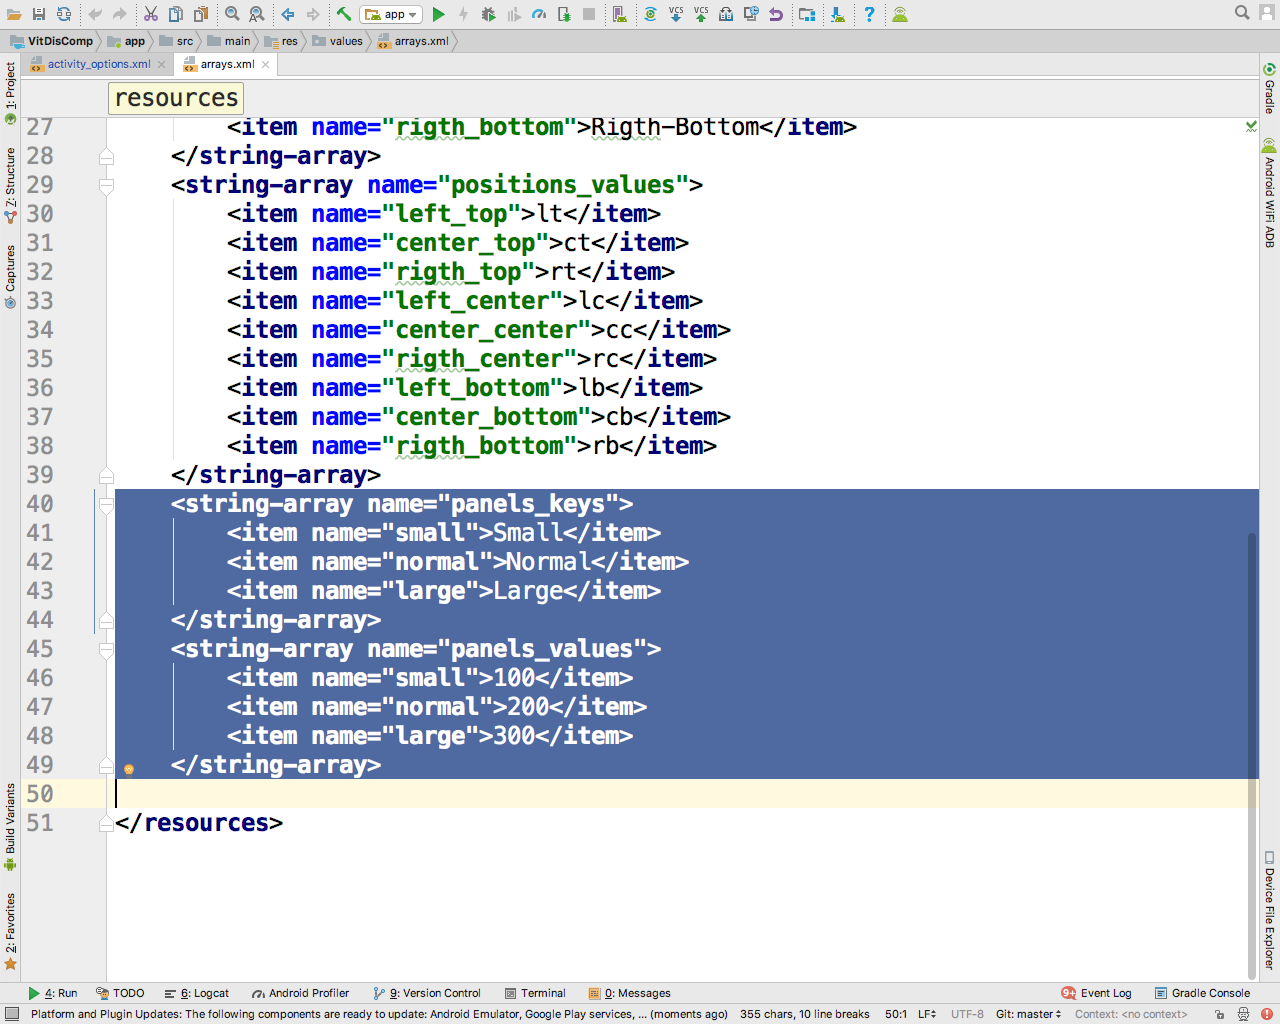 app
VitDisComp app src main res values arrays.xml
activity_options.xml arrays.xml
resources
27 <item name="rigth_bottom">Rigth-Bottom</item>
28 </string-array>
29 <string-array name="positions_values">
30 <item name="left_top">lt</item>
31 <item name="center_top">ct</item>
32 <item name="rigth_top">rt</item>
33 <item name="left_center">lc</item>
34 <item name="center_center">cc</item>
35 <item name="rigth_center">rc</item>
36 <item name="left_bottom">lb</item>
37 <item name="center_bottom">cb</item>
38 <item name="rigth_bottom">rb</item>
39 </string-array>
40 <string-array name="panels_keys">
41 <item name="small">Small</item>
42 <item name="normal">Normal</item>
43 <item name="large">Large</item>
44 </string-array>
45 <string-array name="panels_values">
46 <item name="small">100</item>
47 <item name="normal">200</item>
48 <item name="large">300</item>
49 </string-array>
50
51 </resources>
1: Project
Z: Structure
Captures
Build Variants
2: Favorites
Gradle
Android WiFi ADB
Device File Explorer
4: Run TODO 6: Logcat Android Profiler 9: Version Control Terminal 0: Messages 9+ Event Log Gradle Console
Platform and Plugin Updates: The following components are ready to update: Android Emulator, Google Play services, ... (moments ago) 355 chars, 10 line breaks 50:1 LF UTF-8 Git: master Context: <no context>
VCS VCS